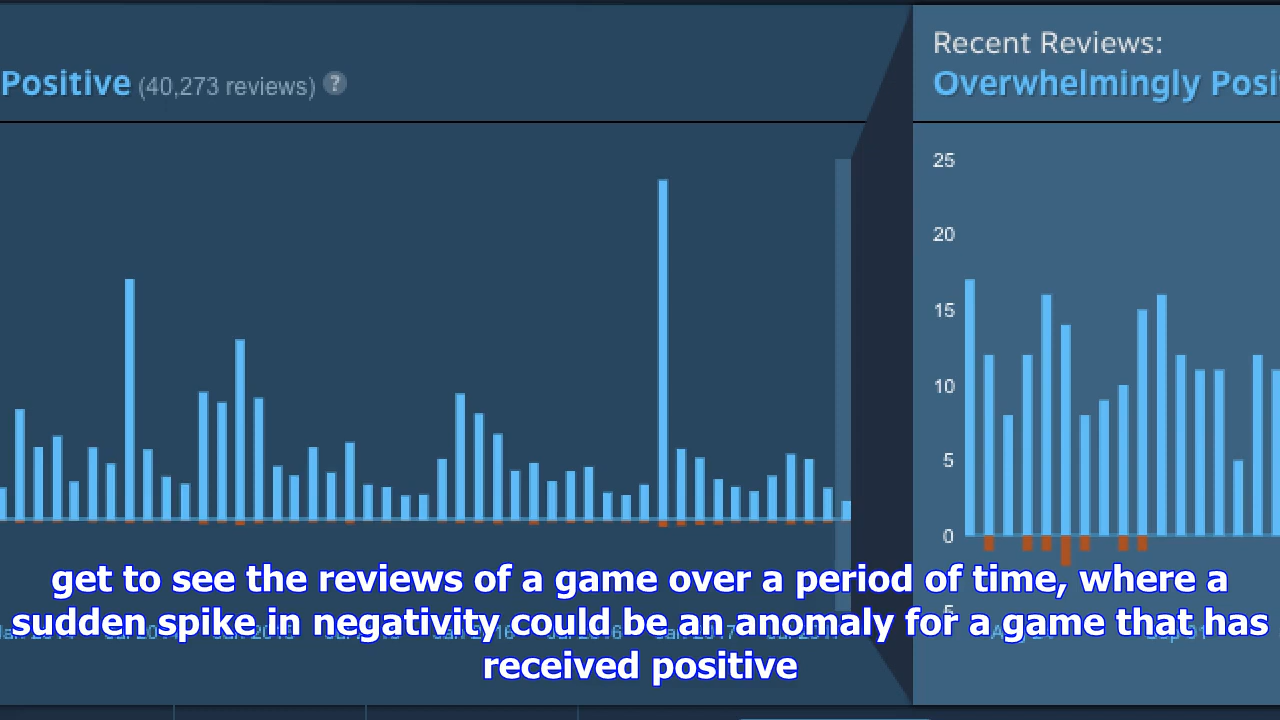 Positive (40,273 reviews) ?
Recent Reviews:
Overwhelmingly Posi
25
20
15
10
5
0
get to see the reviews of a game over a period of time, where a
sudden spike in negativity could be an anomaly for a game that has
received positive